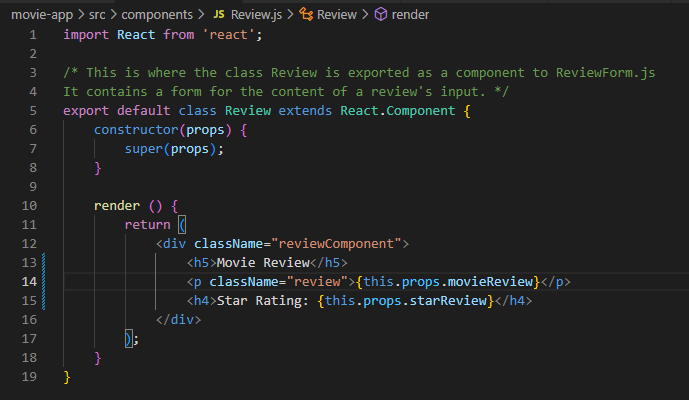 movie-app > src > components > JS Review.js > Review > render
1 import React from 'react';
2
3 /* This is where the class Review is exported as a component to ReviewForm.js
4 It contains a form for the content of a review's input. */
5 export default class Review extends React.Component {
6 constructor(props) {
7 super(props);
8 }
9
10 render () {
11 return (
12 <div className="reviewComponent">
13 <h5>Movie Review</h5>
14 <p className="review">{this.props.movieReview}</p>
15 <h4>Star Rating: {this.props.starReview}</h4>
16 </div>
17 );
18 }
19 }